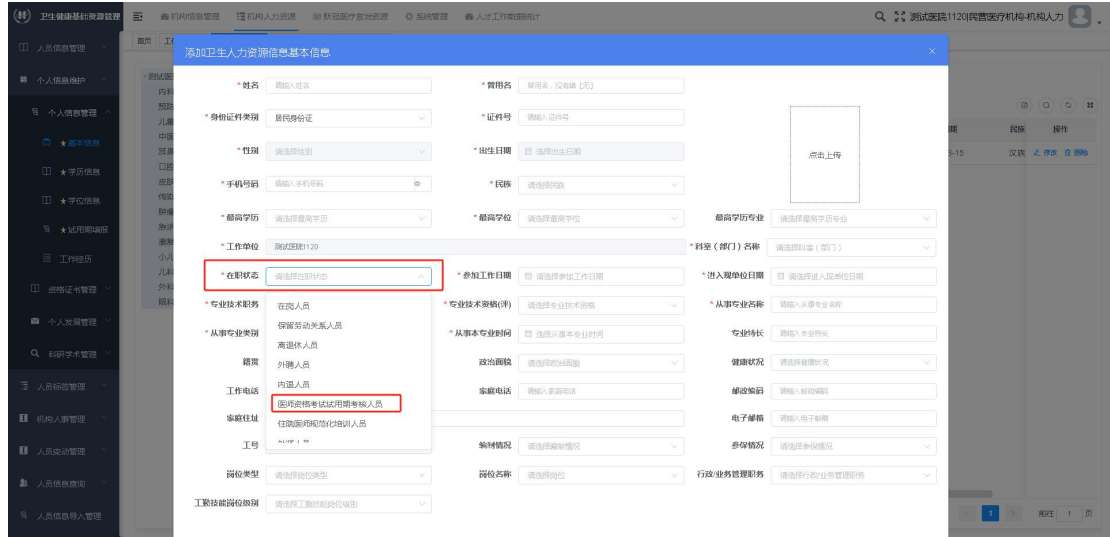 卫生健康基础资源管理 机构信息管理 机构人力资源 系统管理 人才工作数据统计 测试医院1120|民营医疗机构-机构人力
人员信息管理
个人信息维护
个人信息管理
★基本信息
★学历信息
★学位信息
★试用期填报
工作经历
资格证书管理
个人发展管理
科研学术管理
人员标签管理
机构人事管理
人员变动管理
人员信息查询
人员信息导入管理
首页
民族 操作
3-15 汉族 修改 删除
前往 1 页
添加卫生人力资源信息基本信息 ×
*姓名 请输入姓名 *曾用名 曾用名，没有填【无】
*身份证件类别 居民身份证 *证件号 请输入证件号
*性别 请选择性别 *出生日期 选择出生日期 点击上传
*手机号码 请输入手机号码 *民族 请选择民族
*最高学历 请选择最高学历 *最高学位 请选择最高学位 最高学历专业 请选择最高学历专业
*工作单位 测试医院1120 *科室（部门）名称 请选择科室（部门）
*在职状态 请选择在职状态 *参加工作日期 请选择参加工作日期 *进入现单位日期 请选择进入现单位日期
*专业技术职务 *专业技术资格(评) 请选择专业技术资格 *从事专业名称 请输入从事专业名称
*从事专业类别 *从事本专业时间 选择从事本专业时间 专业特长 请输入专业特长
籍贯 政治面貌 请选择政治面貌 健康状况 请选择健康状况
工作电话 家庭电话 请输入家庭电话 邮政编码 请输入邮政编码
家庭住址 电子邮箱 请输入电子邮箱
工号 编制情况 请选择编制情况 参保情况 请选择参保情况
岗位类型 请选择岗位类型 岗位名称 请选择岗位 行政/业务管理职务 请选择行政/业务管理职务
工勤技能岗位级别 请选择工勤技能岗位级别
在岗人员
保留劳动关系人员
离退休人员
外聘人员
内退人员
医师资格考试试用期考核人员
住院医师规范化培训人员